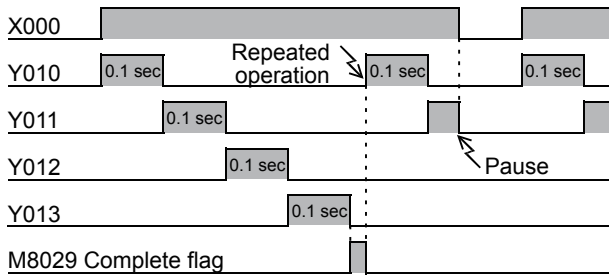 X000
Y010
0.1 sec
Repeated
operation
0.1 sec
0.1 sec
Y011
0.1 sec
Y012
0.1 sec
Pause
Y013
0.1 sec
M8029 Complete flag